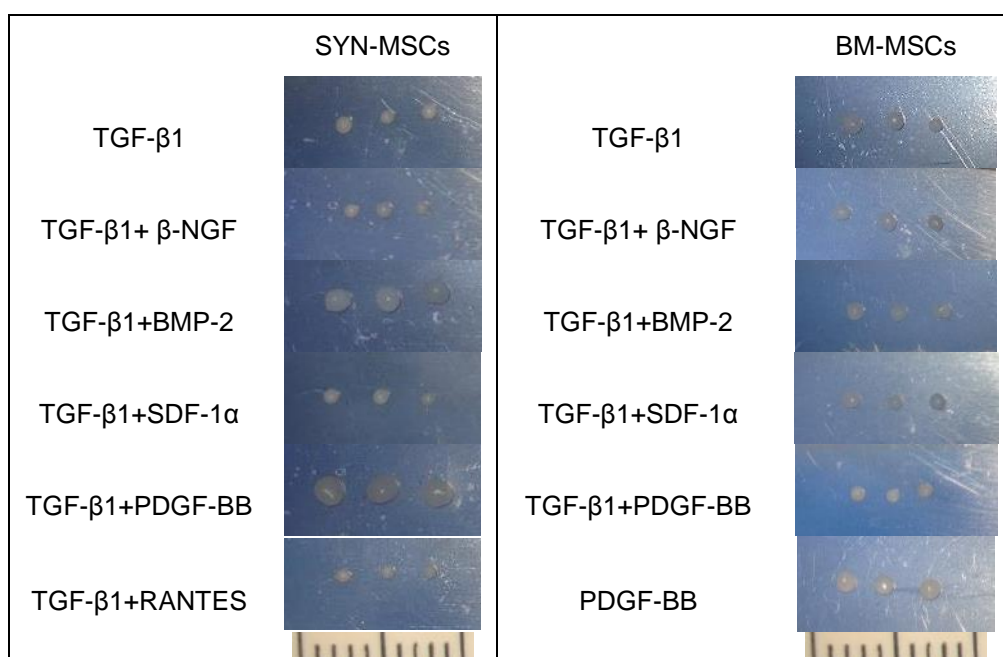 SYN-MSCs
TGF-β1
TGF-β1+ β-NGF
TGF-β1+BMP-2
TGF-β1+SDF-1α
TGF-β1+PDGF-BB
TGF-β1+RANTES
BM-MSCs
TGF-β1
TGF-β1+ β-NGF
TGF-β1+BMP-2
TGF-β1+SDF-1α
TGF-β1+PDGF-BB
PDGF-BB